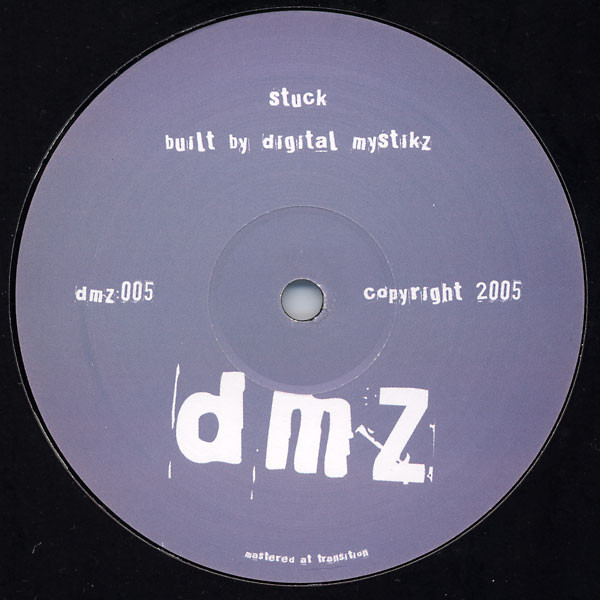 stuck
built by digital mystikz
dmz:005
copyright 2005
dmz
mastered at transition